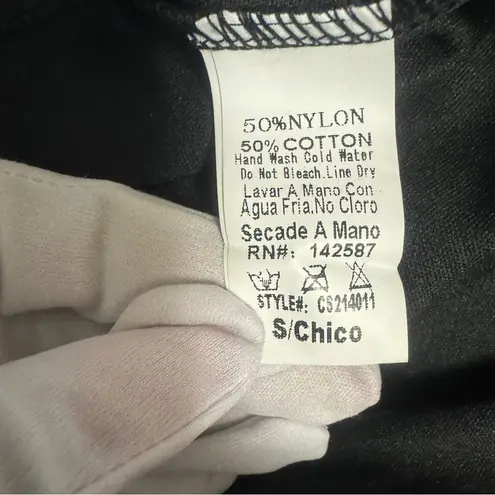 50%NYLON
50% COTTON
Hand Wash Cold Water
Do Not Bleach.Line Dry
Lavar A Mano Con
Agua Fria.No Cloro
Secade A Mano
RN#: 142587
STYLE#: CS214011
S/Chico